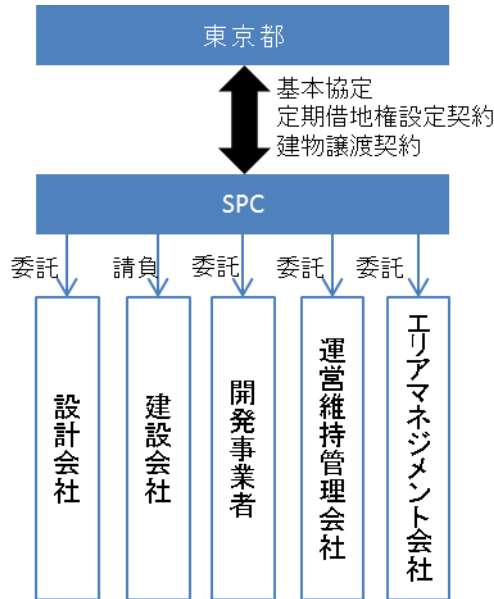 東京都
基本協定
定期借地権設定契約
建物譲渡契約
SPC
委託
請負
委託
委託
委託
設計会社
建設会社
開発事業者
運営維持管理会社
エリアマネジメント会社